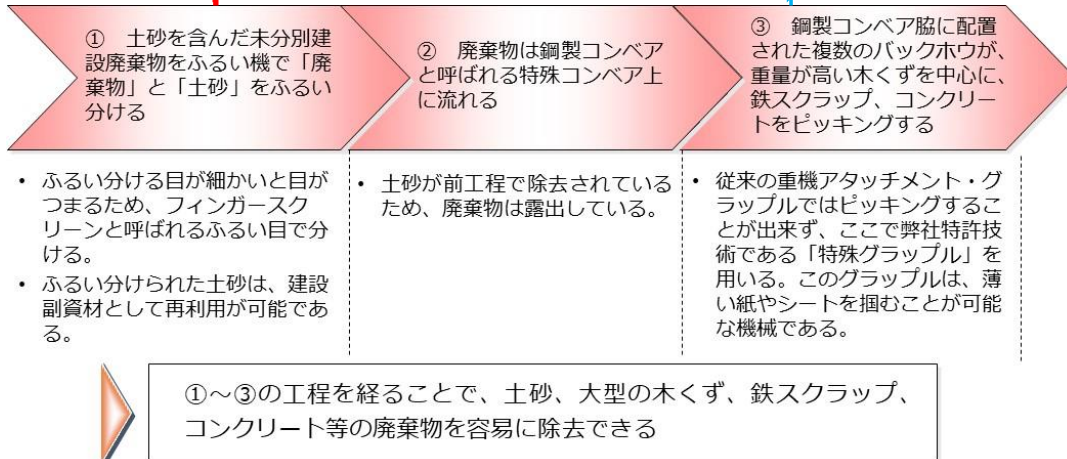 ① 土砂を含んだ未分別建
設廃棄物をふるい機で「廃
棄物」と「土砂」をふるい
分ける
② 廃棄物は鋼製コンベア
と呼ばれる特殊コンベア上
に流れる
③ 鋼製コンベア脇に配置
された複数のバックホウが、
重量が高い木くずを中心に、
鉄スクラップ、コンクリー
トをピッキングする
• ふるい分ける目が細かいと目が
つまるため、フィンガースク
リーンと呼ばれるふるい目で分
ける。
• ふるい分けられた土砂は、建設
副資材として再利用が可能であ
る。
• 土砂が前工程で除去されている
ため、廃棄物は露出している。
• 従来の重機アタッチメント・グ
ラップルではピッキングするこ
とが出来ず、ここで弊社特許技
術である「特殊グラップル」を
用いる。このグラップルは、薄
い紙やシートを掴むことが可能
な機械である。
①～③の工程を経ることで、土砂、大型の木くず、鉄スクラップ、
コンクリート等の廃棄物を容易に除去できる